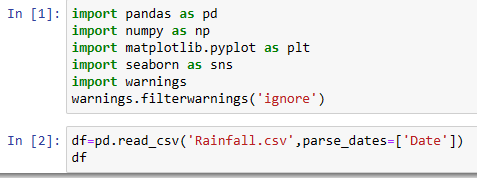 In [1]: import pandas as pd
import numpy as np
import matplotlib.pyplot as plt
import seaborn as sns
import warnings
warnings.filterwarnings('ignore')
In [2]: df=pd.read_csv('Rainfall.csv',parse_dates=['Date'])
df